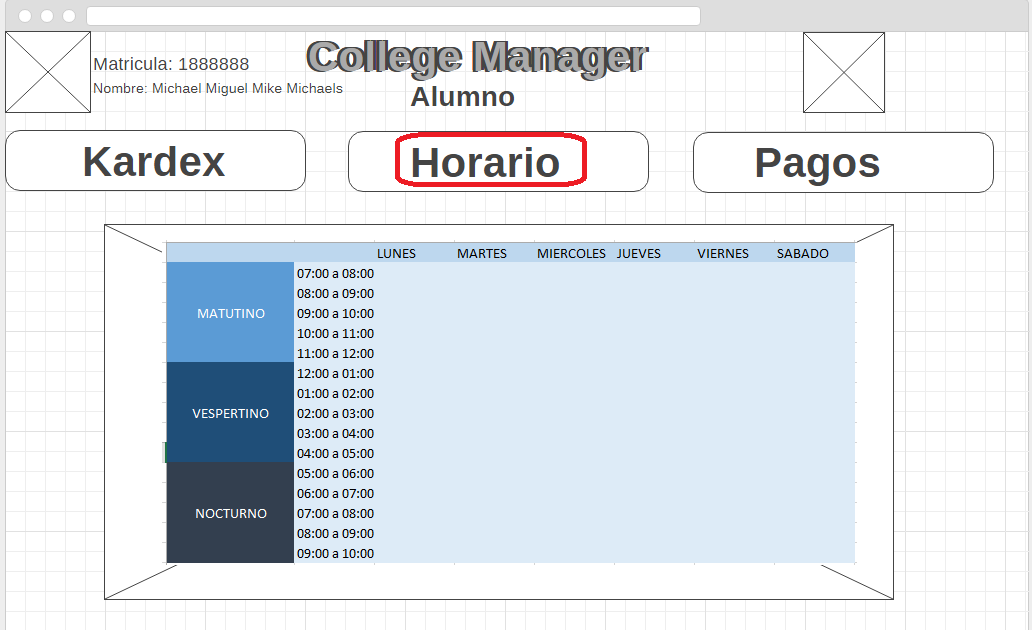 College Manager
Matricula: 1888888
Nombre: Michael Miguel Mike Michaels
Alumno
Kardex Horario Pagos
LUNES MARTES MIERCOLES JUEVES VIERNES SABADO
MATUTINO
07:00 a 08:00
08:00 a 09:00
09:00 a 10:00
10:00 a 11:00
11:00 a 12:00
VESPERTINO
12:00 a 01:00
01:00 a 02:00
02:00 a 03:00
03:00 a 04:00
04:00 a 05:00
NOCTURNO
05:00 a 06:00
06:00 a 07:00
07:00 a 08:00
08:00 a 09:00
09:00 a 10:00